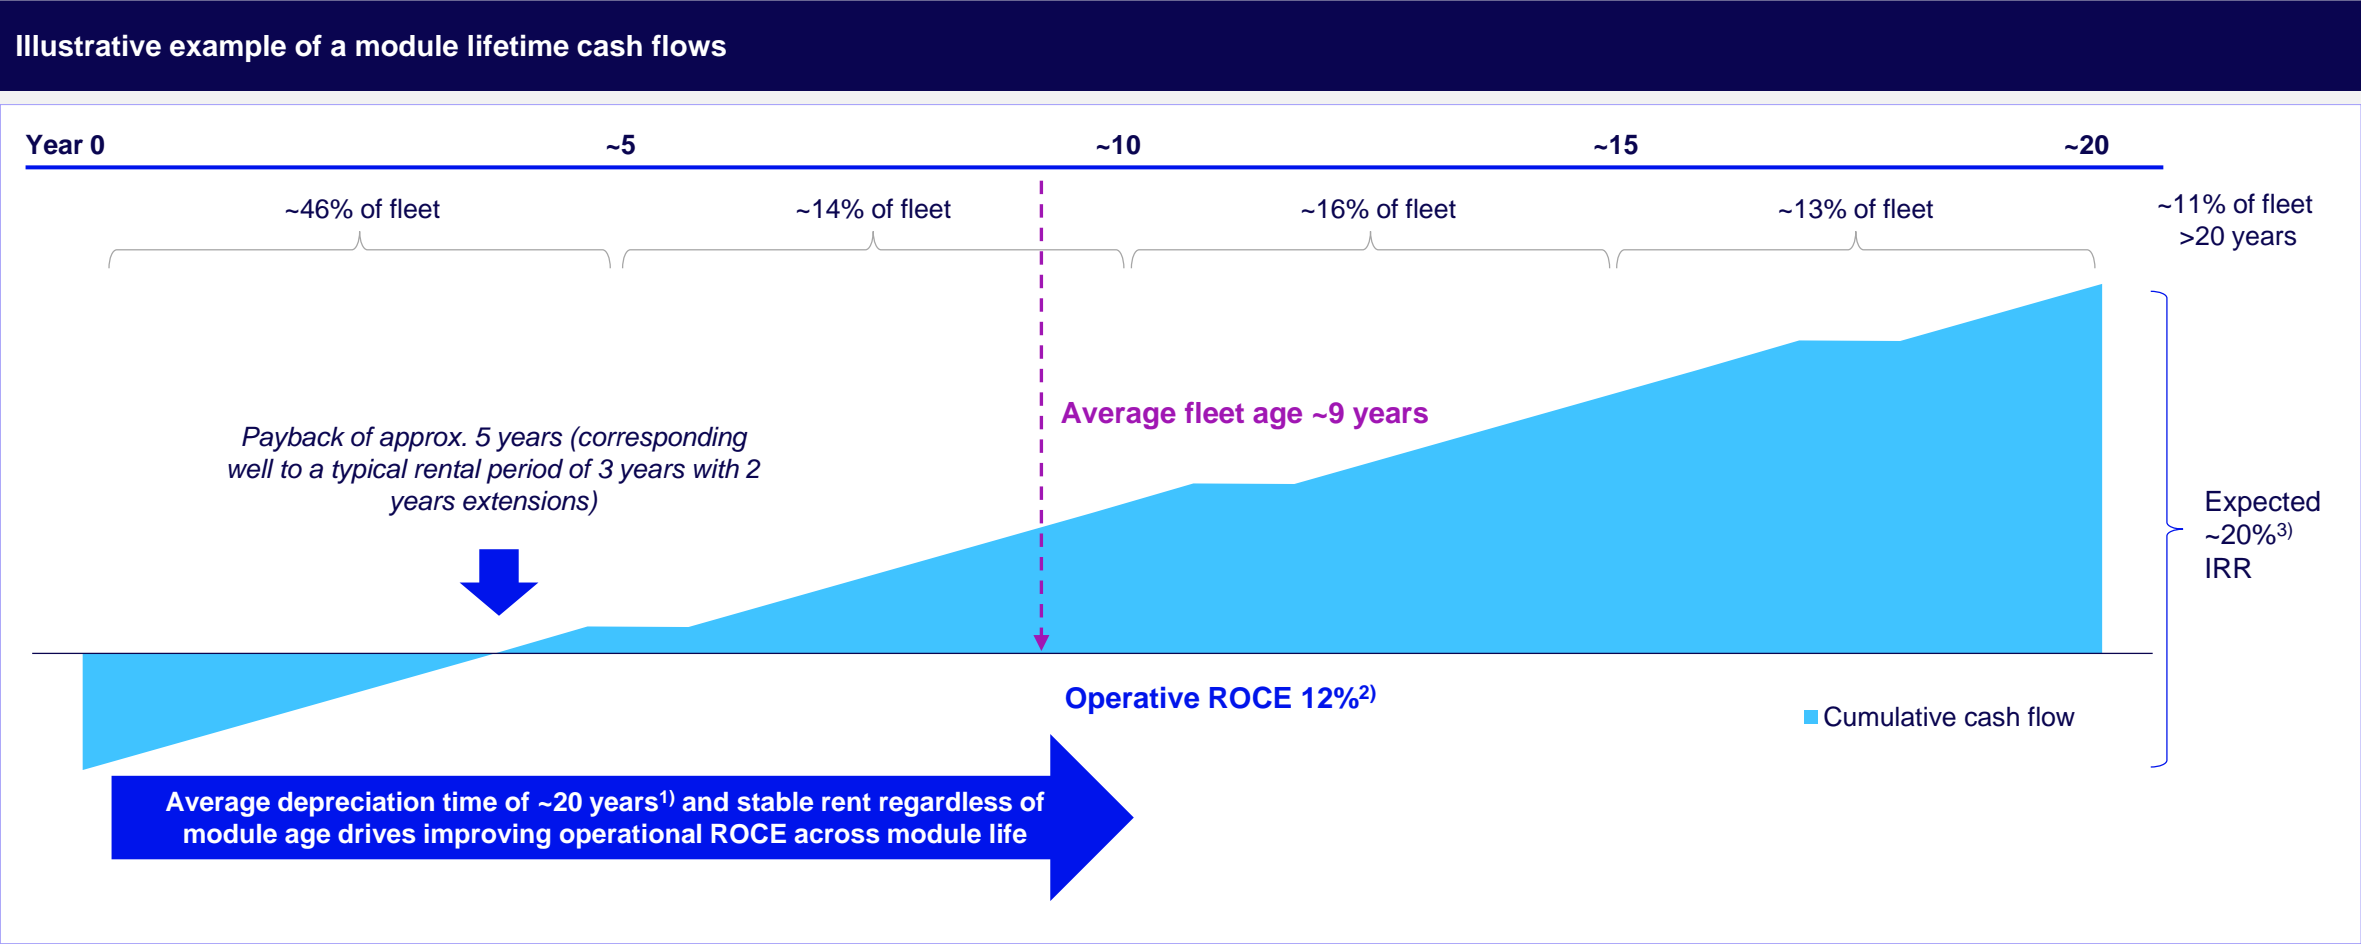 Illustrative example of a module lifetime cash flows
Year 0
~5
~10
~15
~20
~46% of fleet
~14% of fleet
~16% of fleet
~13% of fleet
~11% of fleet
>20 years
Average fleet age ~9 years
Payback of approx. 5 years (corresponding
well to a typical rental period of 3 years with 2
years extensions)
Expected
~20%3)
IRR
Operative ROCE 12%2)
Cumulative cash flow
Average depreciation time of ~20 years1) and stable rent regardless of
module age drives improving operational ROCE across module life